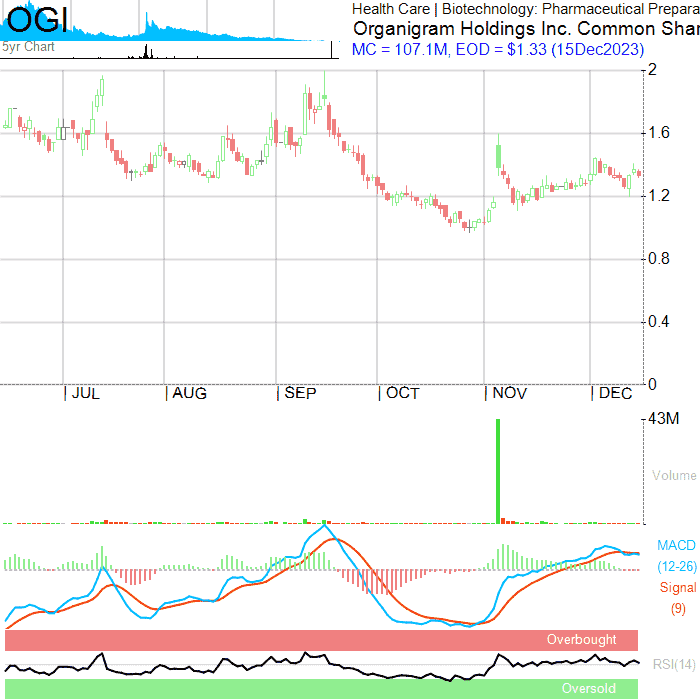 OGI
5yr Chart
Health Care | Biotechnology: Pharmaceutical Prepara
Organigram Holdings Inc. Common Shar
MC = 107.1M, EOD = $1.33 (15Dec2023)
2
1.6
1.2
0.8
0.4
0
JUL AUG SEP OCT NOV DEC
43M
Volume
MACD
(12-26)
Signal
(9)
Overbought
RSI(14)
Oversold